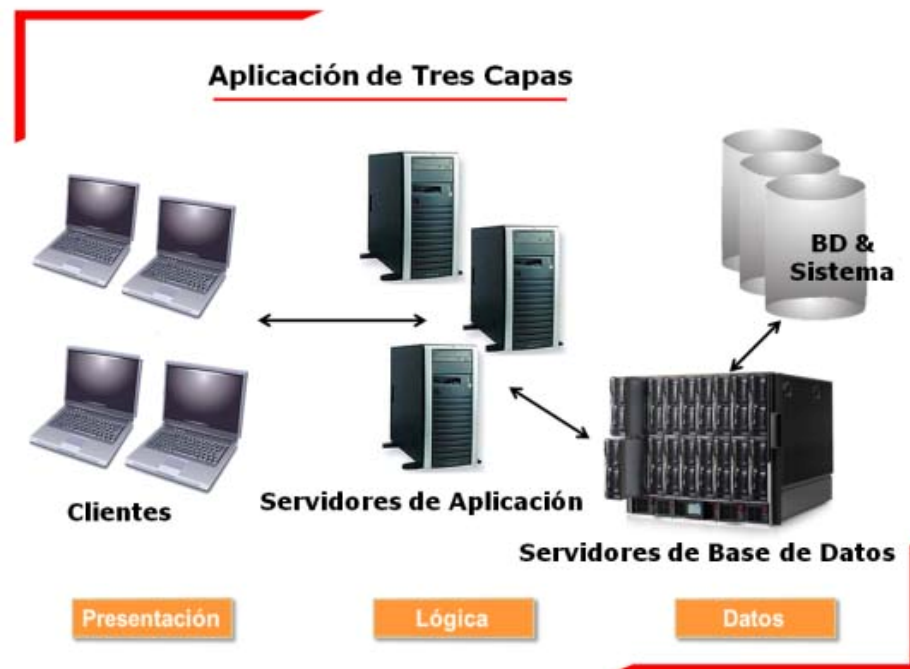 Aplicación de Tres Capas
BD &
Sistema
Clientes
Servidores de Aplicación
Servidores de Base de Datos
Presentación
Lógica
Datos